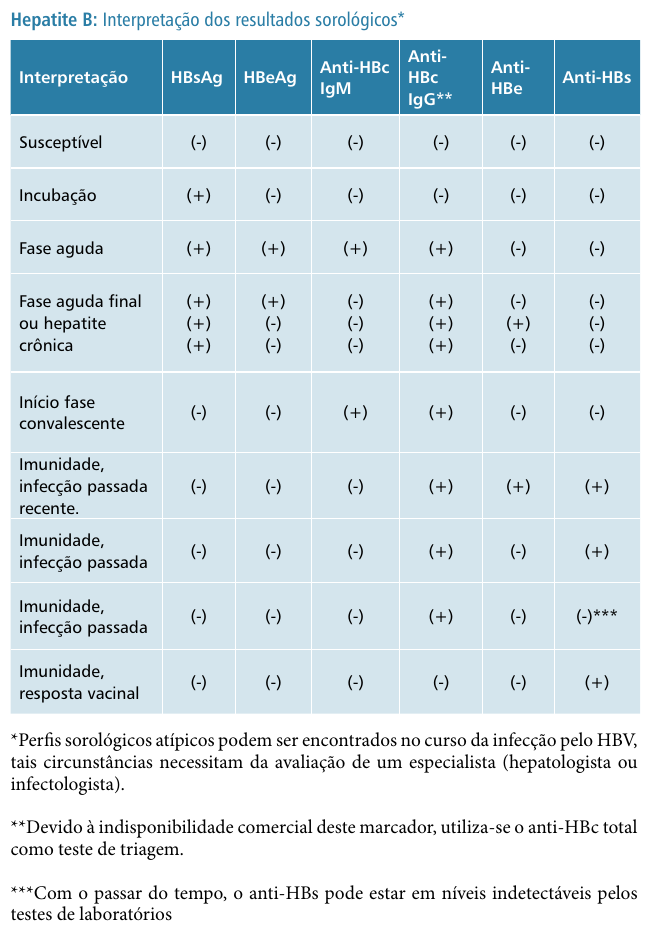 Hepatite B: Interpretação dos resultados sorológicos*
Interpretação HBsAg HBeAg Anti-HBc IgM Anti-HBc IgG** Anti-HBe Anti-HBs
Susceptível (-) (-) (-) (-) (-) (-)
Incubação (+) (-) (-) (-) (-) (-)
Fase aguda (+) (+) (+) (+) (-) (-)
Fase aguda final (+) (+) (-) (+) (-) (-)
ou hepatite (+) (-) (-) (+) (+) (-)
crônica (+) (-) (-) (+) (-) (-)
Início fase
convalescente (-) (-) (+) (+) (-) (-)
Imunidade,
infecção passada (-) (-) (-) (+) (+) (+)
recente.
Imunidade,
infecção passada (-) (-) (-) (+) (-) (+)
Imunidade,
infecção passada (-) (-) (-) (+) (-) (-)***
Imunidade,
resposta vacinal (-) (-) (-) (-) (-) (+)
*Perfis sorológicos atípicos podem ser encontrados no curso da infecção pelo HBV,
tais circunstâncias necessitam da avaliação de um especialista (hepatologista ou
infectologista).
**Devido à indisponibilidade comercial deste marcador, utiliza-se o anti-HBc total
como teste de triagem.
***Com o passar do tempo, o anti-HBs pode estar em níveis indetectáveis pelos
testes de laboratórios